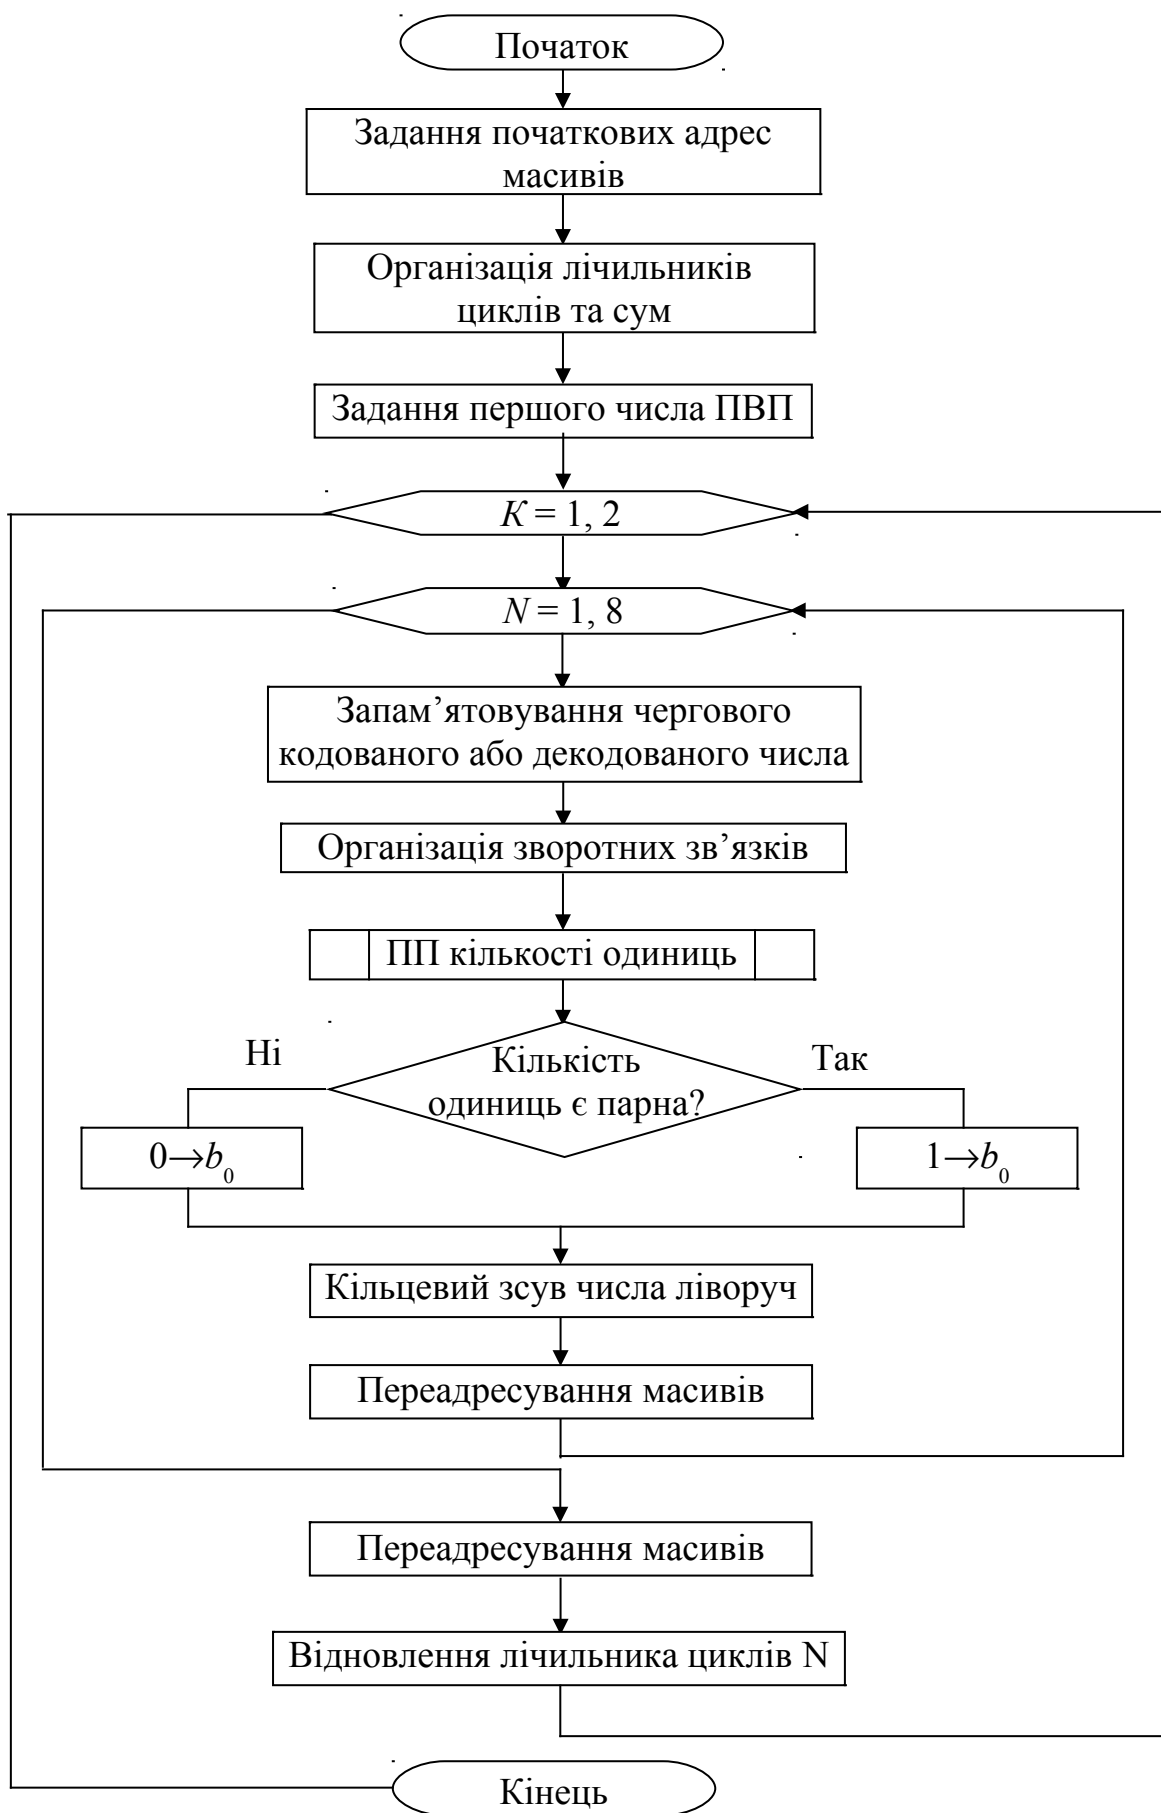 Початок
Задання початкових адрес
масивів
Організація лічильників
циклів та сум
Задання першого числа ПВП
K = 1, 2
N = 1, 8
Запам’ятовування чергового
кодованого або декодованого числа
Організація зворотних зв’язків
ПП кількості одиниць
Ні
Кількість
одиниць є парна?
Так
0→b₀
1→b₀
Кільцевий зсув числа ліворуч
Переадресування масивів
Переадресування масивів
Відновлення лічильника циклів N
Кінець